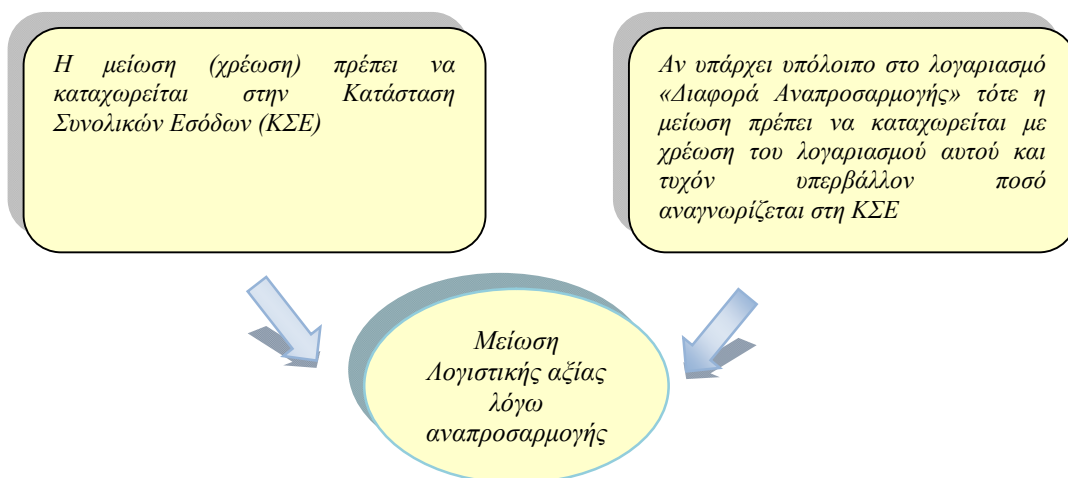 Η μείωση (χρέωση) πρέπει να
καταχωρείται στην Κατάσταση
Συνολικών Εσόδων (ΚΣΕ)
Αν υπάρχει υπόλοιπο στο λογαριασμό
«Διαφορά Αναπροσαρμογής» τότε η
μείωση πρέπει να καταχωρείται με
χρέωση του λογαριασμού αυτού και
τυχόν υπερβάλλον ποσό
αναγνωρίζεται στη ΚΣΕ
Μείωση
Λογιστικής αξίας
λόγω
αναπροσαρμογής